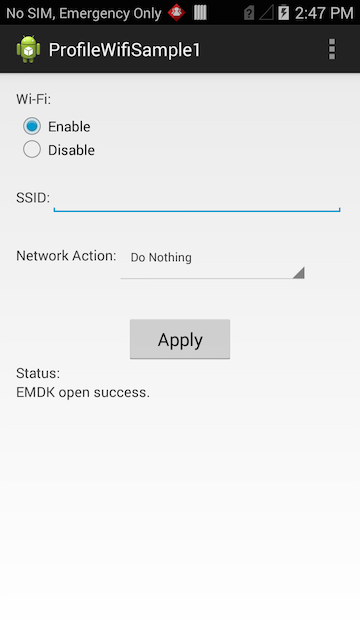 No SIM, Emergency Only 2:47 PM
ProfileWifiSample1
Wi-Fi:
Enable
Disable
SSID:
Network Action: Do Nothing
Apply
Status:
EMDK open success.